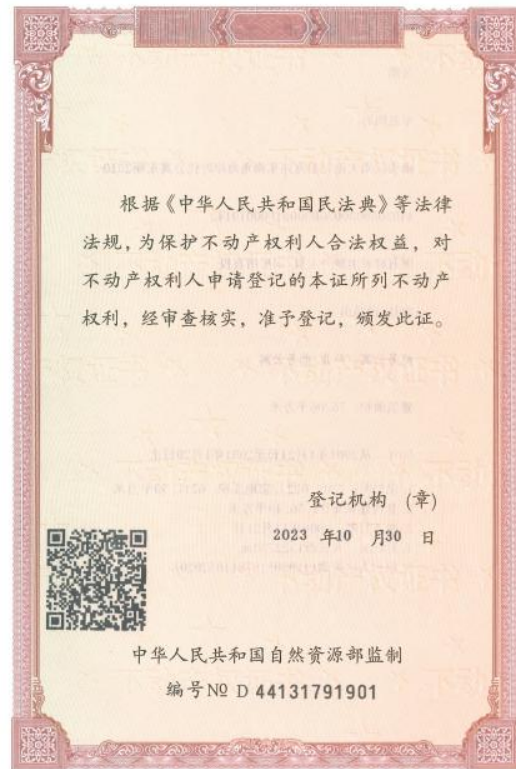 根据《中华人民共和国民法典》等法律
法规，为保护不动产权利人合法权益，对
不动产权利人申请登记的本证所列不动产
权利，经审查核实，准予登记，颁发此证。
登记机构 (章)
2023 年10 月30 日
中华人民共和国自然资源部监制
编号№ D 44131791901